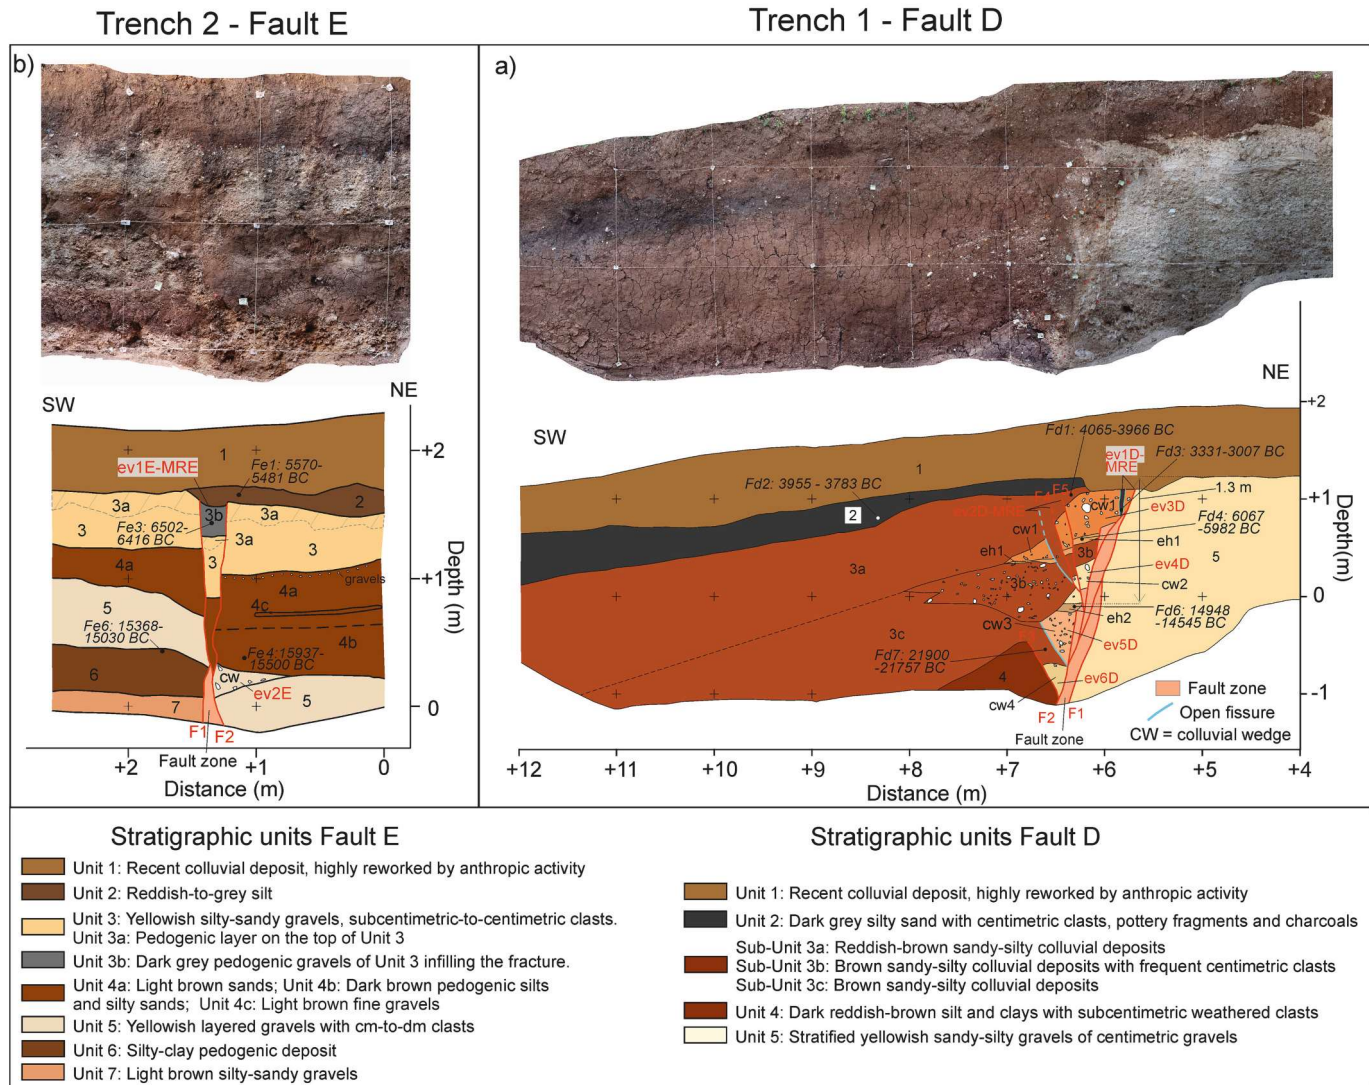 Trench 2 - Fault E
Trench 1 - Fault D
b)
SW
NE
1
ev1E-MRE
Fe1: 5570-
5481 BC
2
3a
3b
3a
3
Fe3: 6502-
6416 BC
3a
3
3
4a
gravels
4a
4c
5
Fe6: 15368-
15030 BC
4b
Fe4:15937-
15500 BC
6
cw
ev2E
5
7
F1
F2
Fault zone
+2
+1
0
Depth (m)
+2
+1
0
Distance (m)
a)
NE
SW
Fd1: 4065-3966 BC
ev1D-
MRE
Fd3: 3331-3007 BC
1
Fd2: 3955 - 3783 BC
F5
1.3 m
2
ev2D-MRE
cw1
ev3D
cw1
Fd4: 6067
-5982 BC
eh1
eh1
3b
5
3a
ev4D
3b
cw2
Fd6: 14948
-14545 BC
eh2
cw3
3c
ev5D
Fd7: 21900
-21757 BC
4
ev6D
cw4
F2
F1
Fault zone
Fault zone
Open fissure
CW = colluvial wedge
+2
+1
0
-1
Depth(m)
+12
+11
+10
+9
+8
+7
+6
+5
+4
Distance (m)
Stratigraphic units Fault E
Unit 1: Recent colluvial deposit, highly reworked by anthropic activity
Unit 2: Reddish-to-grey silt
Unit 3: Yellowish silty-sandy gravels, subcentimetric-to-centimetric clasts.
Unit 3a: Pedogenic layer on the top of Unit 3
Unit 3b: Dark grey pedogenic gravels of Unit 3 infilling the fracture.
Unit 4a: Light brown sands; Unit 4b: Dark brown pedogenic silts
and silty sands; Unit 4c: Light brown fine gravels
Unit 5: Yellowish layered gravels with cm-to-dm clasts
Unit 6: Silty-clay pedogenic deposit
Unit 7: Light brown silty-sandy gravels
Stratigraphic units Fault D
Unit 1: Recent colluvial deposit, highly reworked by anthropic activity
Unit 2: Dark grey silty sand with centimetric clasts, pottery fragments and charcoals
Sub-Unit 3a: Reddish-brown sandy-silty colluvial deposits
Sub-Unit 3b: Brown sandy-silty colluvial deposits with frequent centimetric clasts
Sub-Unit 3c: Brown sandy-silty colluvial deposits
Unit 4: Dark reddish-brown silt and clays with subcentimetric weathered clasts
Unit 5: Stratified yellowish sandy-silty gravels of centimetric gravels